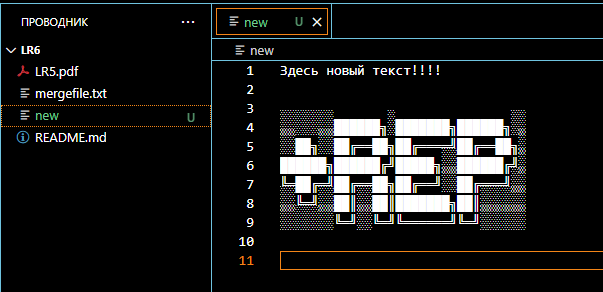 ПРОВОДНИК ···
LR6
LR5.pdf
mergefile.txt
new U
README.md
new U
new
1 Здесь новый текст!!!!
2
3
4
5
6
7
8
9
10
11
+REP